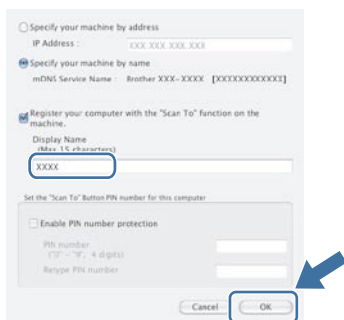 Specify your machine by address
IP Address : XXX.XXX.XXX.XXX
Specify your machine by name
mDNS Service Name : Brother XXX-XXXX [XXXXXXXXXXXX]
Register your computer with the "Scan To" function on the
machine.
Display Name
(Max 15 characters)
XXXX
Set the "Scan To" Button PIN number for this computer
Enable PIN number protection
PIN number
("0" - "9", 4 digits)
Retype PIN number
Cancel OK